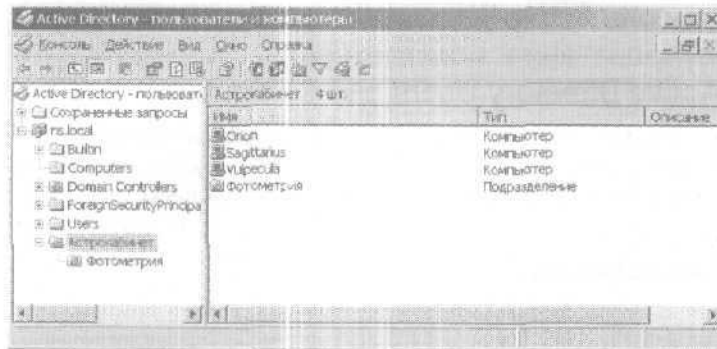 Active Directory - пользователи и компьютеры
Консоль Действие Вид Окно Справка
Active Directory - пользоват
Сохраненные запросы
ns.local
Builtin
Computers
Domain Controllers
ForeignSecurityPrincipa
Users
Астрокабинет
Фотометрия
Астрокабинет 4 шт.
Имя Тип Описание
Orion Компьютер
Sagittarius Компьютер
Vulpecula Компьютер
Фотометрия Подразделение